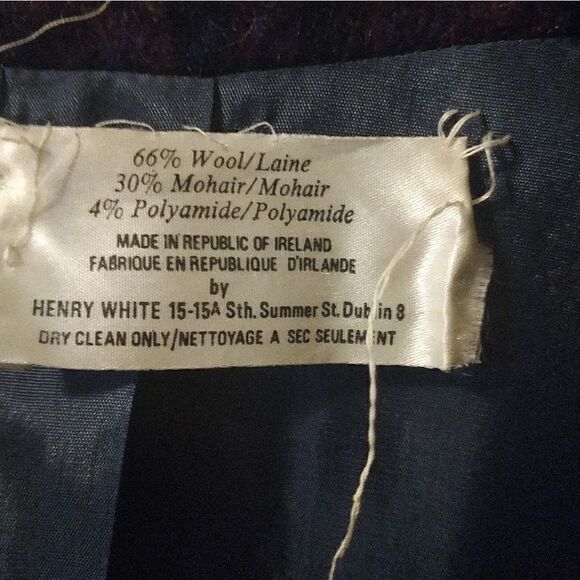 66% Wool/Laine
30% Mohair/Mohair
4% Polyamide/Polyamide
MADE IN REPUBLIC OF IRELAND
FABRIQUE EN REPUBLIQUE D'IRLANDE
by
HENRY WHITE 15-15A Sth. Summer St. Dublin 8
DRY CLEAN ONLY/NETTOYAGE A SEC SEULEMENT